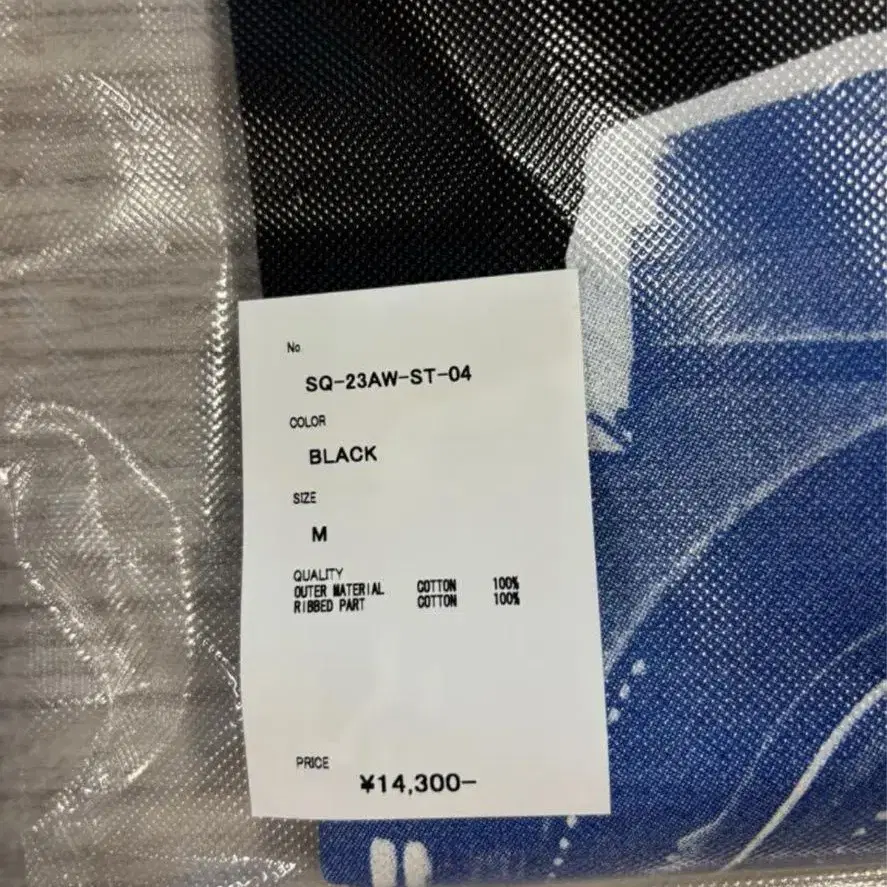 No
SQ-23AW-ST-04
COLOR
BLACK
SIZE
M
QUALITY
OUTER MATERIAL COTTON 100%
RIBBED PART COTTON 100%
PRICE
¥14,300-